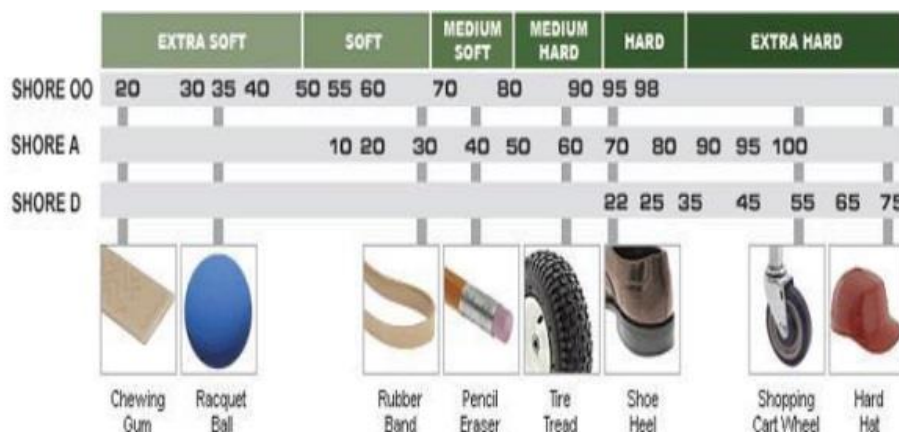 EXTRA SOFT SOFT MEDIUM SOFT MEDIUM HARD HARD EXTRA HARD
SHORE OO 20 30 35 40 50 55 60 70 80 90 95 98
SHORE A 10 20 30 40 50 60 70 80 90 95 100
SHORE D 22 25 35 45 55 65 75
Chewing Gum
Racquet Ball
Rubber Band
Pencil Eraser
Tire Tread
Shoe Heel
Shopping Cart Wheel
Hard Hat